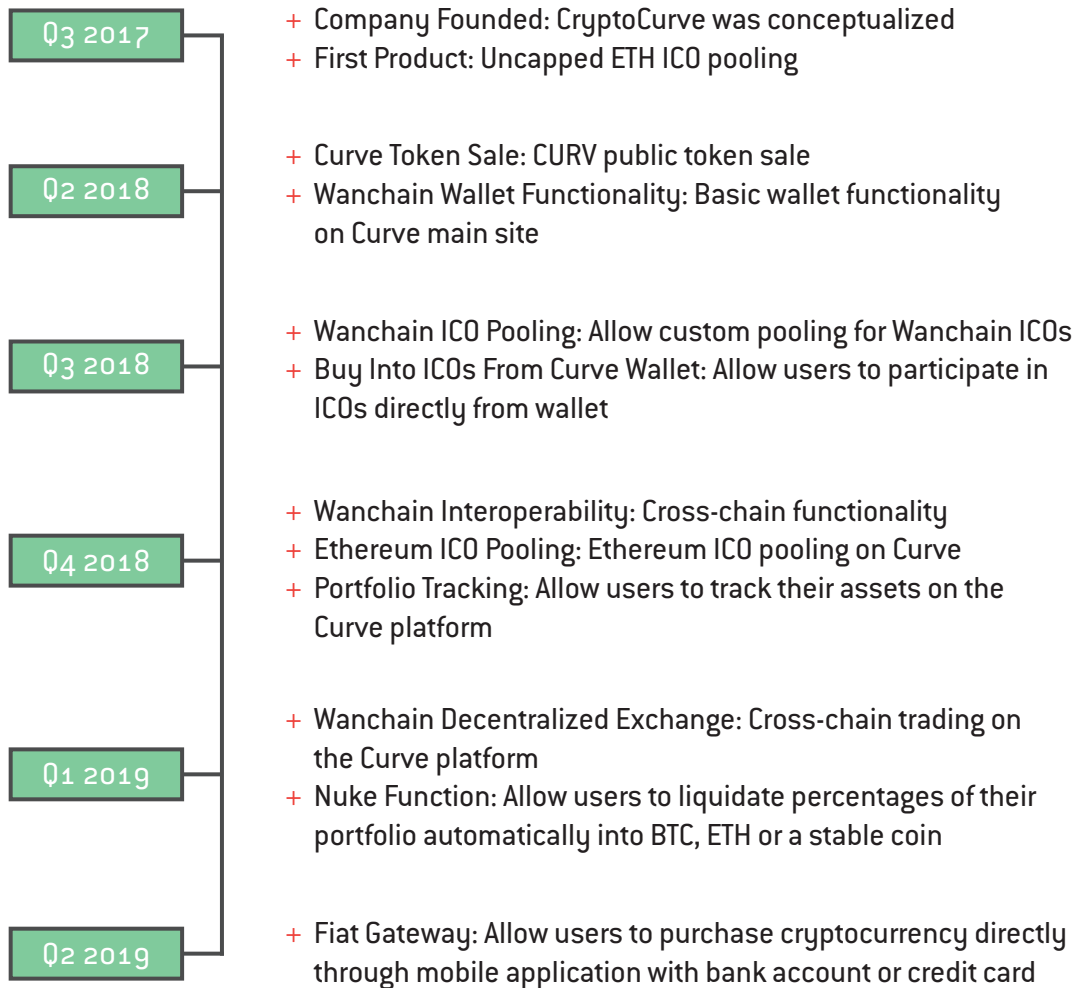 Q3 2017
+ Company Founded: CryptoCurve was conceptualized
+ First Product: Uncapped ETH ICO pooling
Q2 2018
+ Curve Token Sale: CURV public token sale
+ Wanchain Wallet Functionality: Basic wallet functionality
on Curve main site
Q3 2018
+ Wanchain ICO Pooling: Allow custom pooling for Wanchain ICOs
+ Buy Into ICOs From Curve Wallet: Allow users to participate in
ICOs directly from wallet
Q4 2018
+ Wanchain Interoperability: Cross-chain functionality
+ Ethereum ICO Pooling: Ethereum ICO pooling on Curve
+ Portfolio Tracking: Allow users to track their assets on the
Curve platform
Q1 2019
+ Wanchain Decentralized Exchange: Cross-chain trading on
the Curve platform
+ Nuke Function: Allow users to liquidate percentages of their
portfolio automatically into BTC, ETH or a stable coin
Q2 2019
+ Fiat Gateway: Allow users to purchase cryptocurrency directly
through mobile application with bank account or credit card